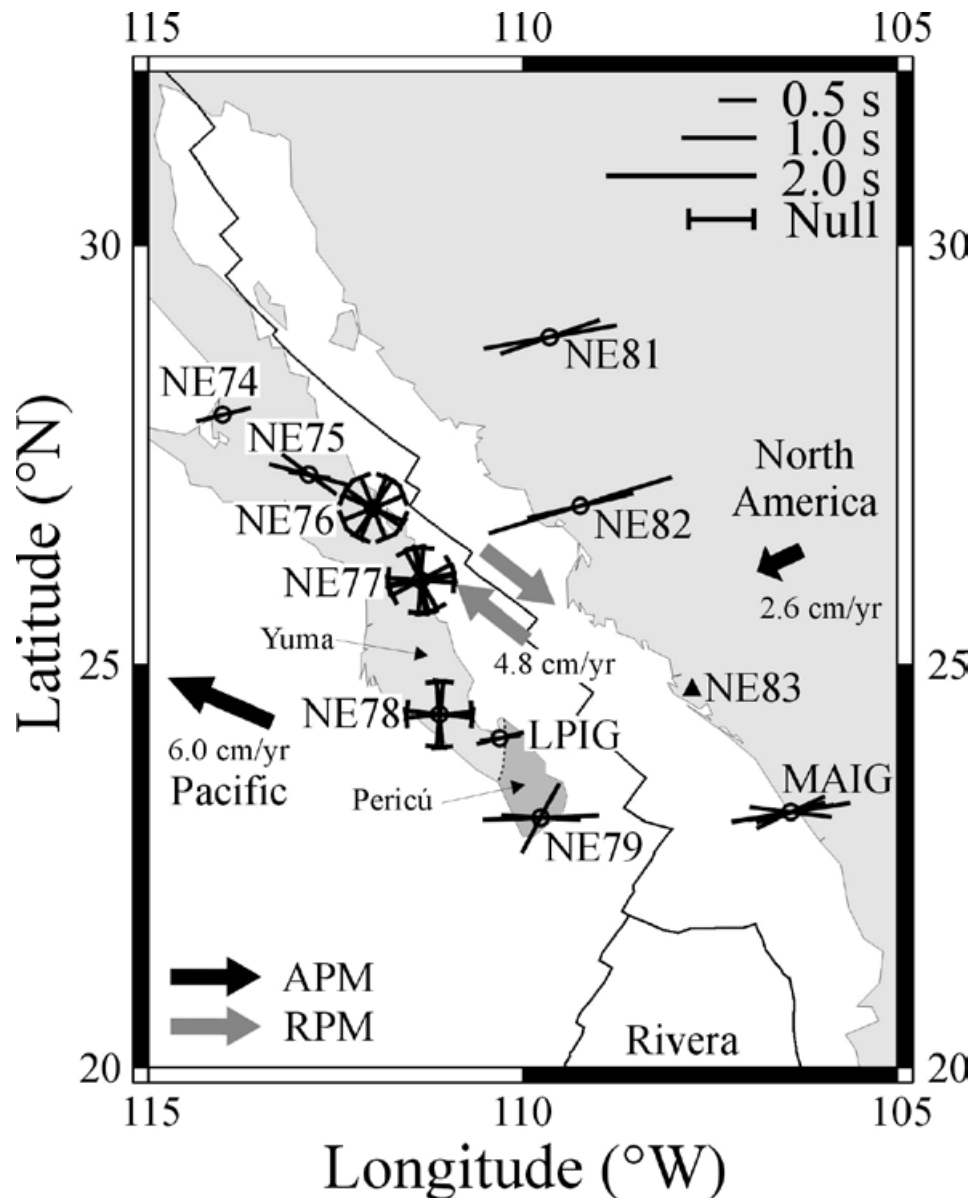 115
110
105
0.5 s
1.0 s
2.0 s
Null
30
30
NE81
NE74
NE75
North
America
NE76
NE82
NE77
2.6 cm/yr
Yuma
4.8 cm/yr
25
25
NE83
NE78
LPIG
6.0 cm/yr
Pacific
MAIG
Pericú
NE79
APM
RPM
Rivera
20
20
115
110
105
Latitude (°N)
Longitude (°W)